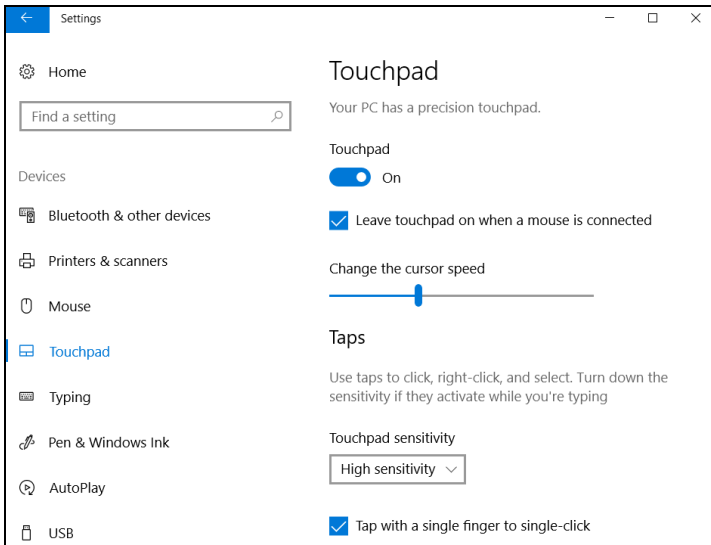 Settings
Home
Find a setting
Devices
Bluetooth & other devices
Printers & scanners
Mouse
Touchpad
Typing
Pen & Windows Ink
AutoPlay
USB
Touchpad
Your PC has a precision touchpad.
Touchpad
On
Leave touchpad on when a mouse is connected
Change the cursor speed
Taps
Use taps to click, right-click, and select. Turn down the
sensitivity if they activate while you're typing
Touchpad sensitivity
High sensitivity
Tap with a single finger to single-click